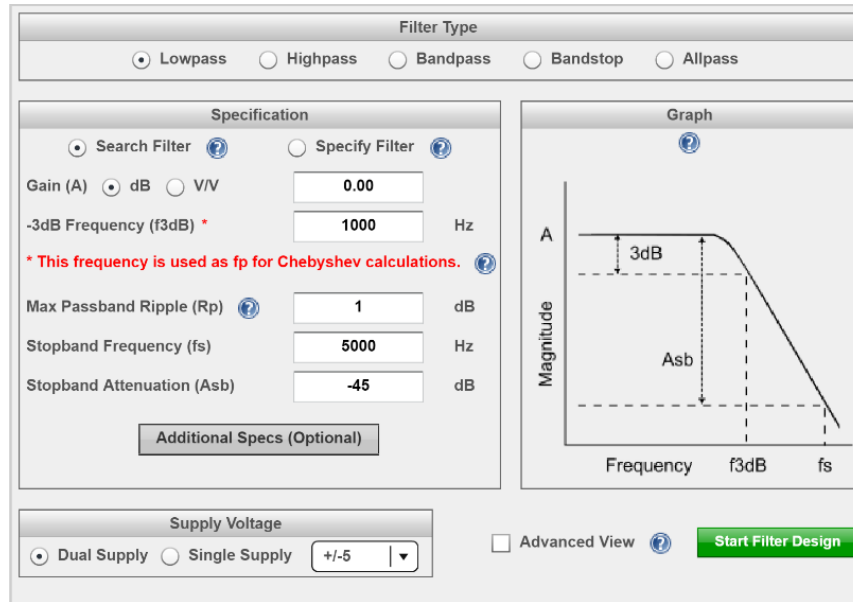 Filter Type
Lowpass Highpass Bandpass Bandstop Allpass
Specification
Search Filter ? Specify Filter ?
Gain (A) dB V/V 0.00
-3dB Frequency (f3dB) * 1000 Hz
* This frequency is used as fp for Chebyshev calculations. ?
Max Passband Ripple (Rp) ? 1 dB
Stopband Frequency (fs) 5000 Hz
Stopband Attenuation (Asb) -45 dB
Additional Specs (Optional)
Graph
?
A
3dB
Asb
Magnitude
Frequency f3dB fs
Supply Voltage
Dual Supply Single Supply +/-5
Advanced View ? Start Filter Design